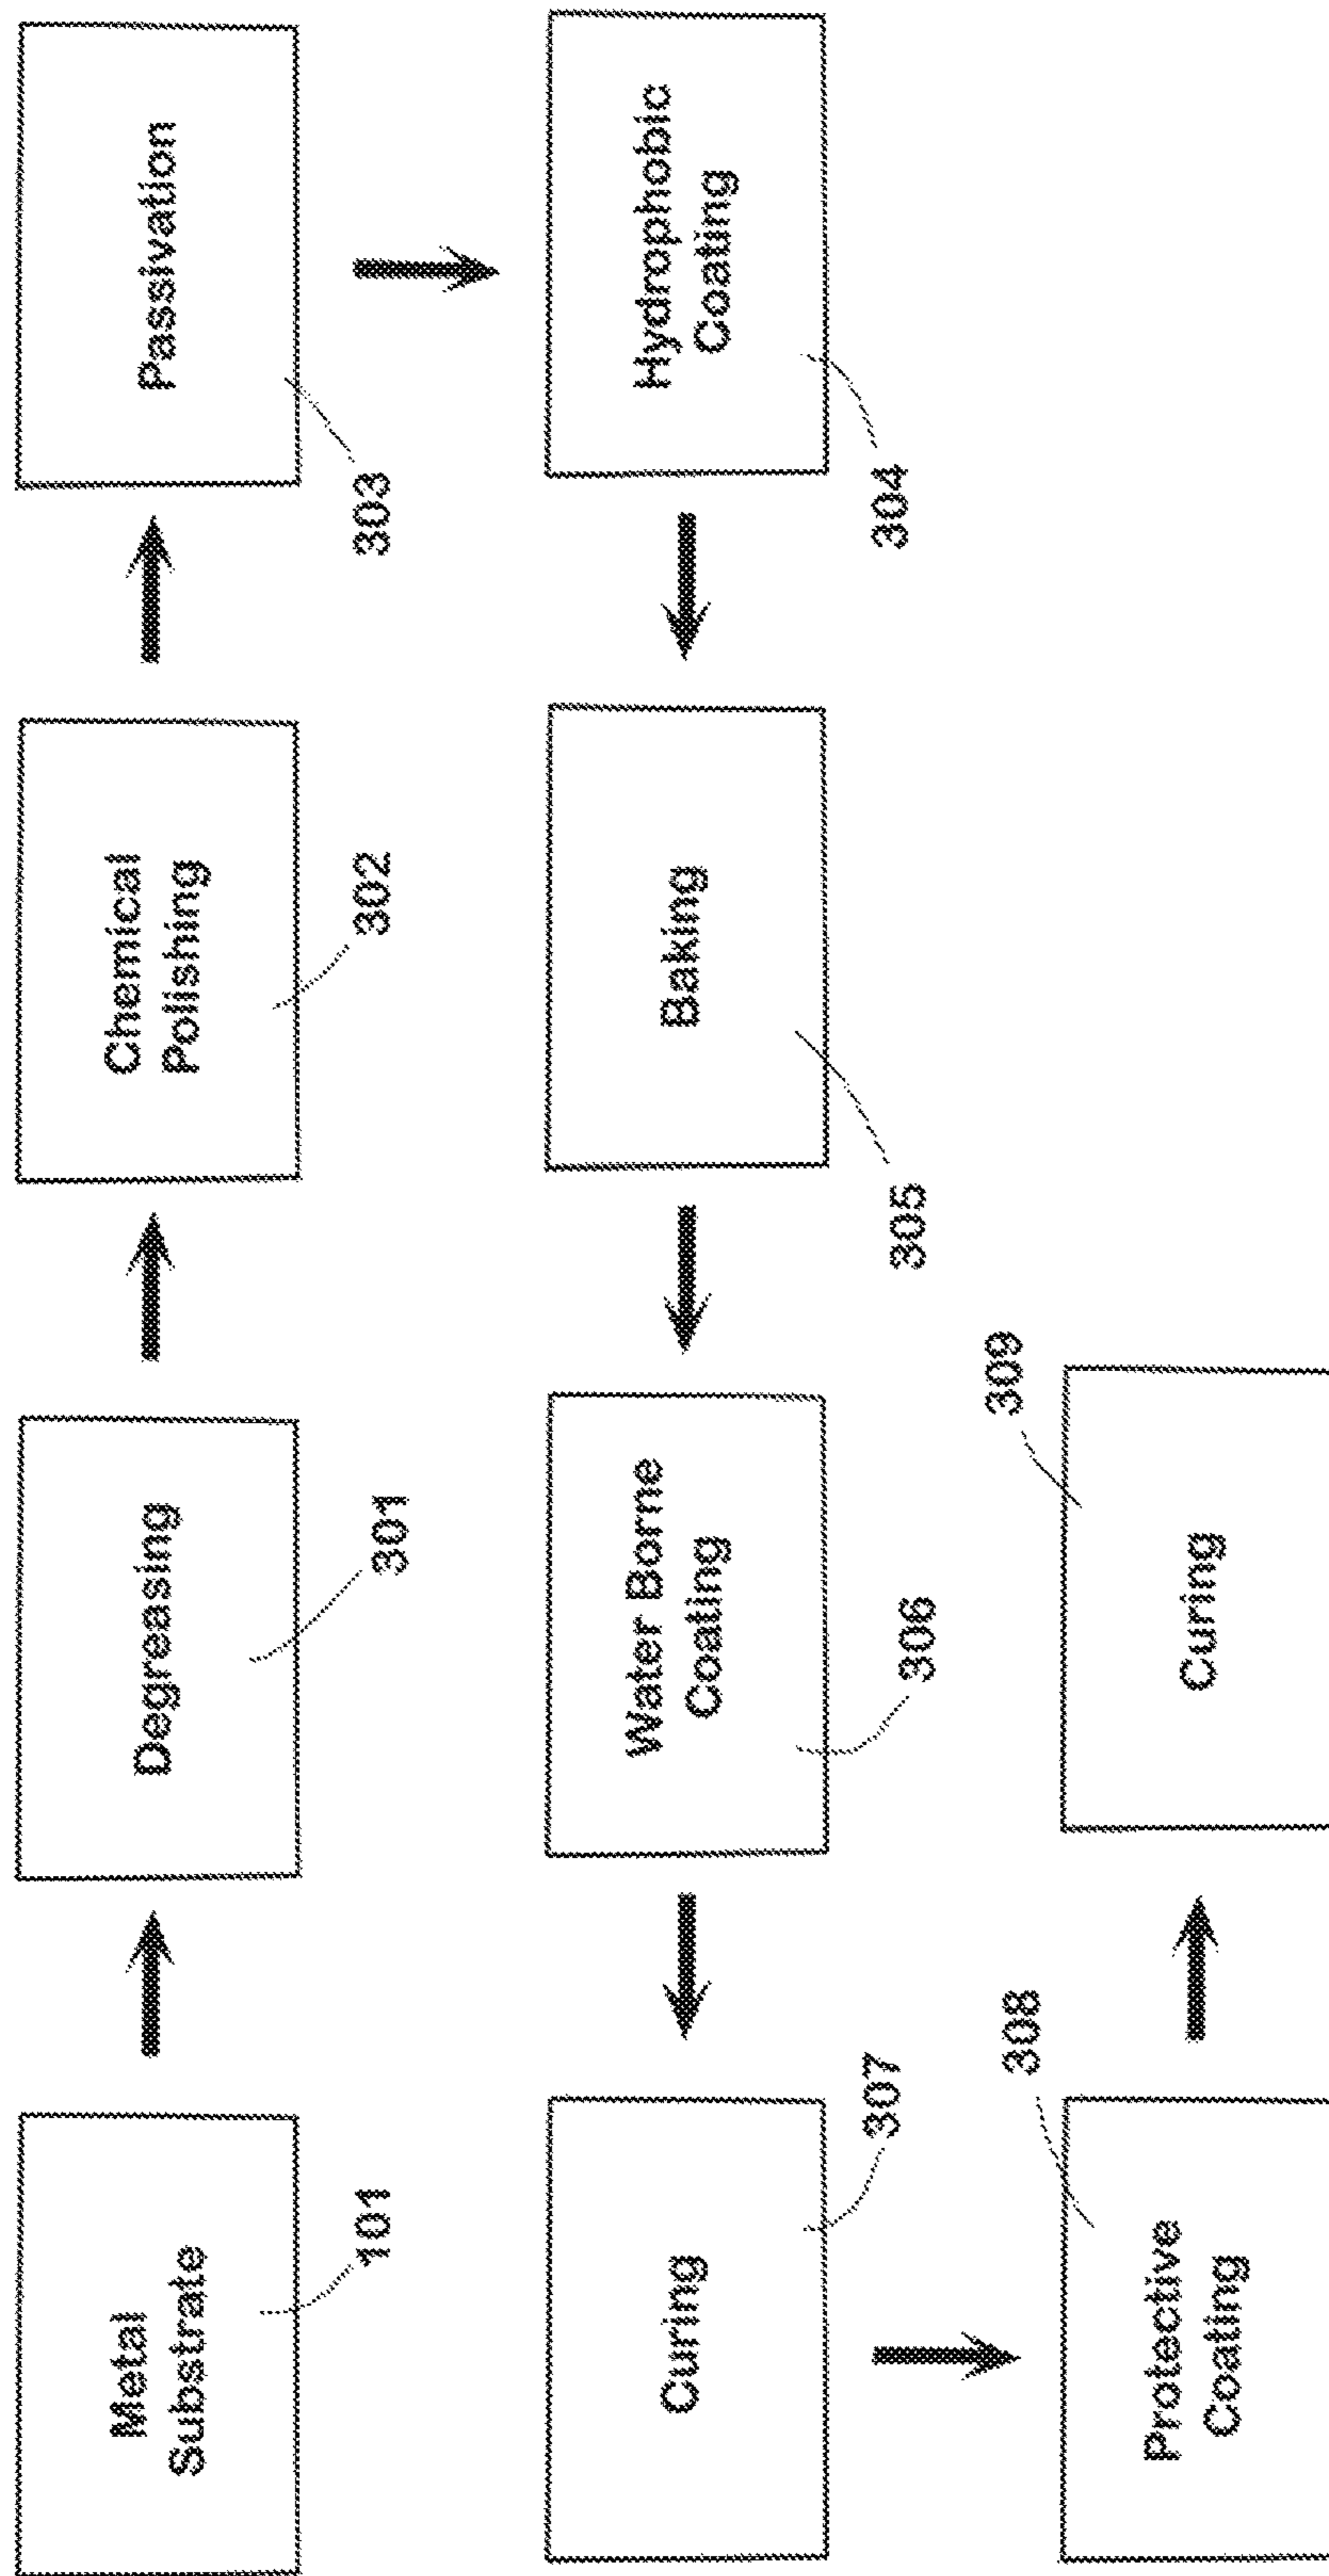 Metal
Substrate
101
Degreasing
301
Chemical
Polishing
302
Passivation
303
Hydrophobic
Coating
304
Baking
305
Water Borne
Coating
306
Curing
307
Protective
Coating
308
Curing
309